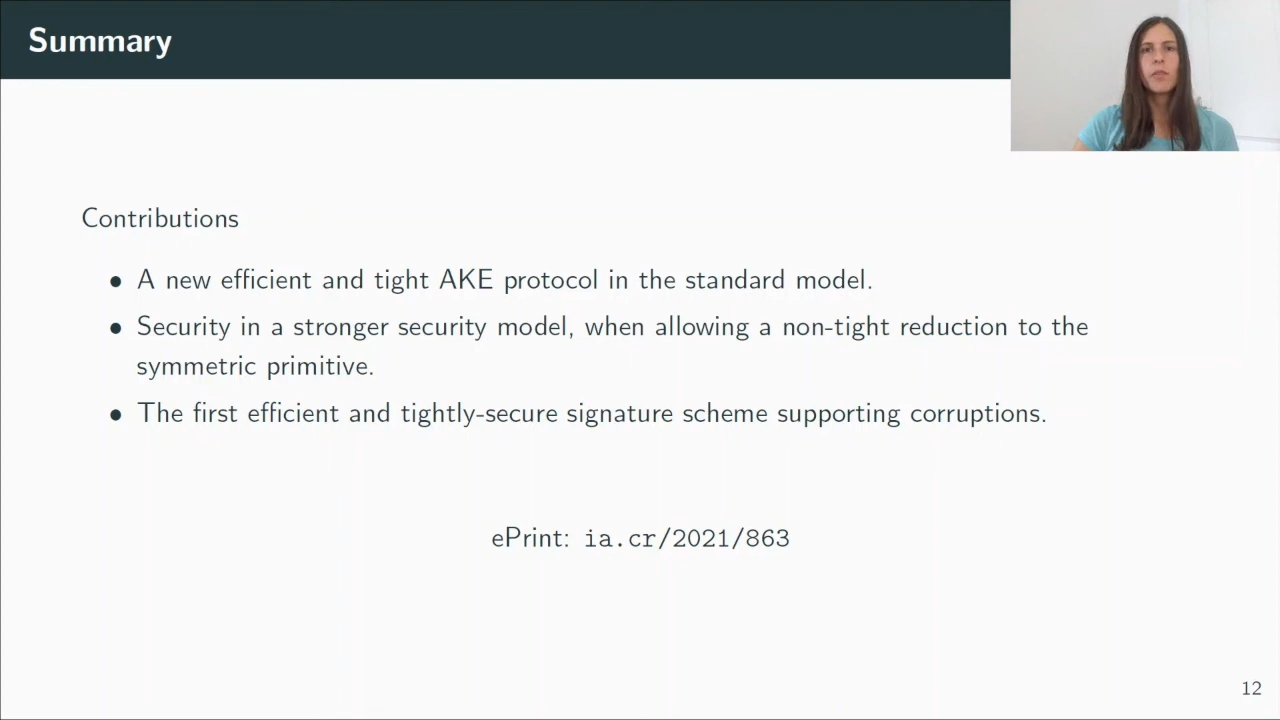 Summary
Contributions
• A new efficient and tight AKE protocol in the standard model.
• Security in a stronger security model, when allowing a non-tight reduction to the
symmetric primitive.
• The first efficient and tightly-secure signature scheme supporting corruptions.
ePrint: ia.cr/2021/863
12